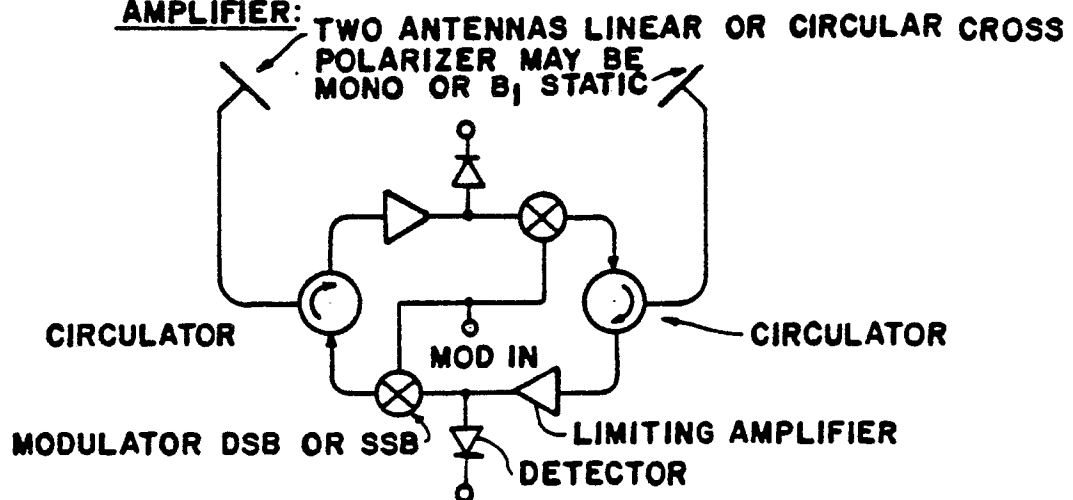 AMPLIFIER:
TWO ANTENNAS LINEAR OR CIRCULAR CROSS
POLARIZER MAY BE
MONO OR B¡ STATIC
CIRCULATOR
MOD IN
CIRCULATOR
MODULATOR DSB OR SSB
LIMITING AMPLIFIER
DETECTOR